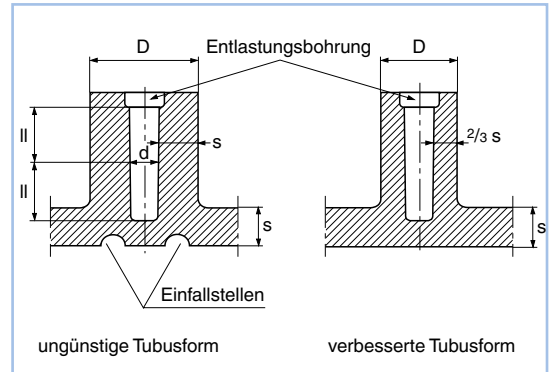 D
Entlastungsbohrung
D
ll
d
s
2/3 s
ll
s
s
Einfallstellen
ungünstige Tubusform
verbesserte Tubusform